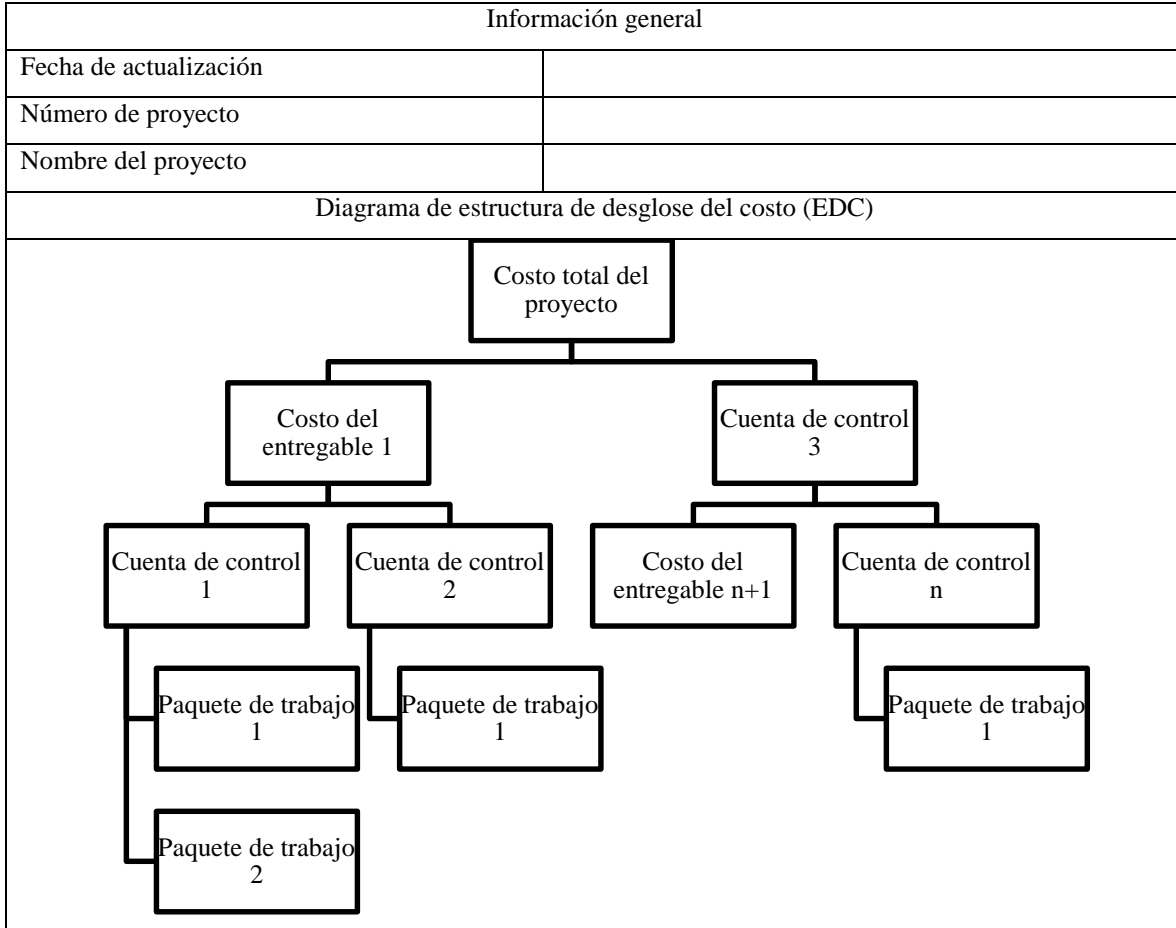 Información general
Fecha de actualización
Número de proyecto
Nombre del proyecto
Diagrama de estructura de desglose del costo (EDC)
Costo total del
proyecto
Costo del
entregable 1
Cuenta de control
3
Cuenta de control
1
Cuenta de control
2
Costo del
entregable n+1
Cuenta de control
n
Paquete de trabajo
1
Paquete de trabajo
1
Paquete de trabajo
1
Paquete de trabajo
2